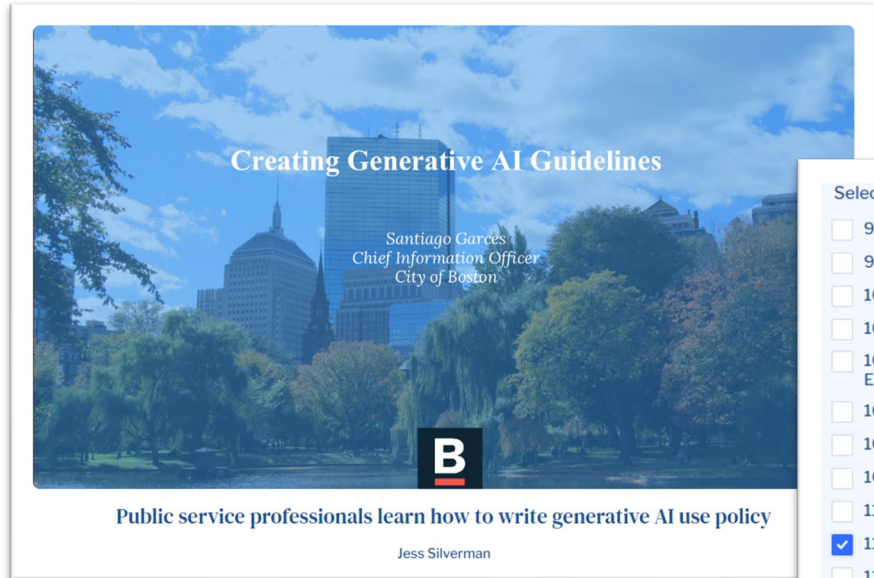 Creating Generative AI Guidelines
Santiago Garces
Chief Information Officer
City of Boston
B
Public service professionals learn how to write generative AI use policy
Jess Silverman